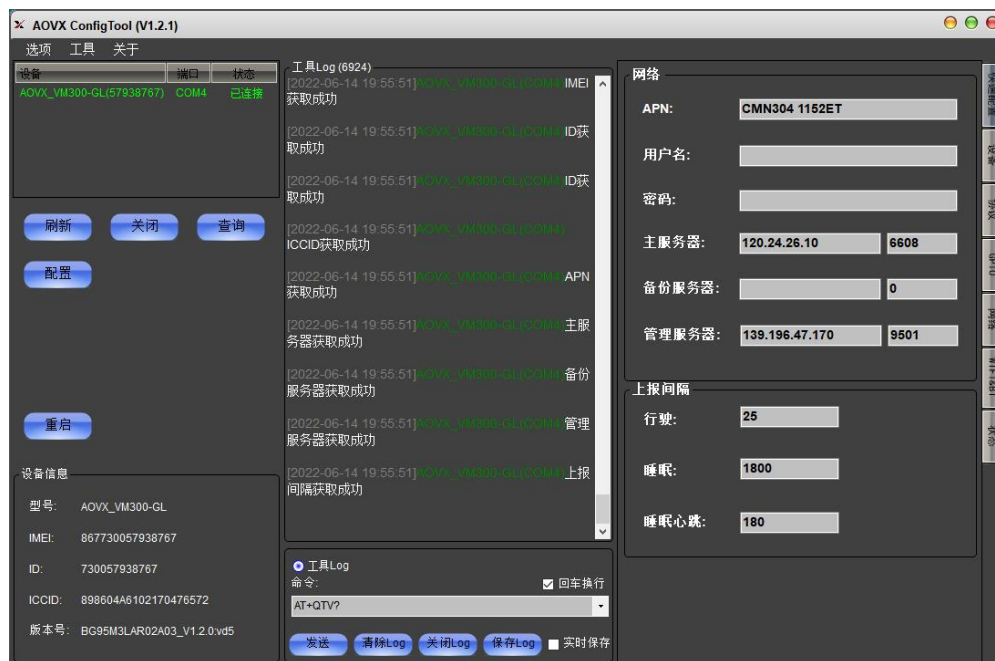 AOVX ConfigTool (V1.2.1)
选项 工具 关于
设备 端口 状态
AOVX_VM300-GL(57938767) COM4 已连接
刷新 关闭 查询
配置
重启
设备信息
型号: AOVX_VM300-GL
IMEI: 867730057938767
ID: 730057938767
ICCID: 898604A6102170476572
版本号: BG95M3LAR02A03_V1.2.0:vd5
工具Log (6924)
[2022-06-14 19:55:51]AOVX_VM300-GL(COM4)IMEI
获取成功
[2022-06-14 19:55:51]AOVX_VM300-GL(COM4)ID获
取成功
[2022-06-14 19:55:51]AOVX_VM300-GL(COM4)ID获
取成功
[2022-06-14 19:55:51]AOVX_VM300-GL(COM4)
ICCID获取成功
[2022-06-14 19:55:51]AOVX_VM300-GL(COM4)APN
获取成功
[2022-06-14 19:55:51]AOVX_VM300-GL(COM4)主服
务器获取成功
[2022-06-14 19:55:51]AOVX_VM300-GL(COM4)备份
服务器获取成功
[2022-06-14 19:55:51]AOVX_VM300-GL(COM4)管理
服务器获取成功
[2022-06-14 19:55:51]AOVX_VM300-GL(COM4)上报
间隔获取成功
工具Log
命令: 回车换行
AT+QTV?
发送 清除Log 关闭Log 保存Log 实时保存
网络
APN: CMN304 1152ET
用户名:
密码:
主服务器: 120.24.26.10 6608
备份服务器: 0
管理服务器: 139.196.47.170 9501
上报间隔
行驶: 25
睡眠: 1800
睡眠心跳: 180
快速配置
设备
协议
网络
状态